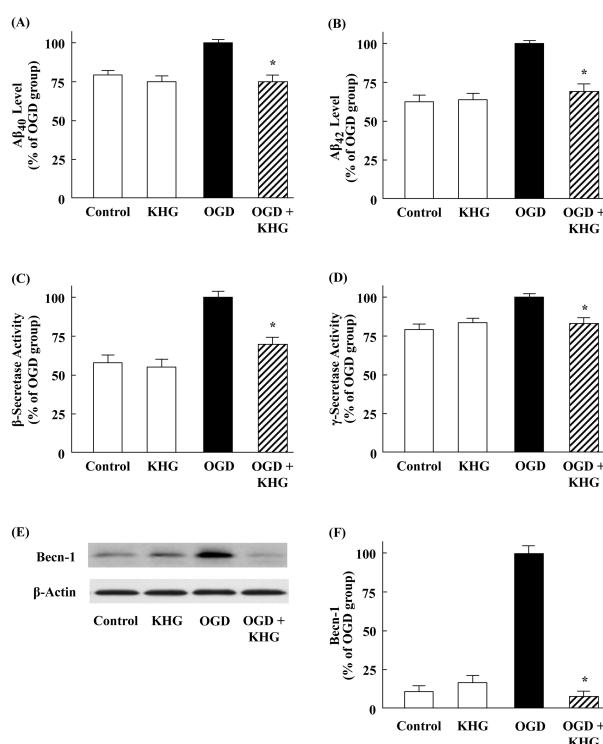 (A)
Aβ40 Level
(% of OGD group)
100
75
50
25
0
Control KHG OGD OGD +
KHG
*
(B)
Aβ42 Level
(% of OGD group)
100
75
50
25
0
Control KHG OGD OGD +
KHG
*
(C)
β-Secretase Activity
(% of OGD group)
100
75
50
25
0
Control KHG OGD OGD +
KHG
*
(D)
γ-Secretase Activity
(% of OGD group)
100
75
50
25
0
Control KHG OGD OGD +
KHG
*
(E)
Becn-1
β-Actin
Control KHG OGD OGD +
KHG
(F)
Becn-1
(% of OGD group)
100
75
50
25
0
Control KHG OGD OGD +
KHG
*